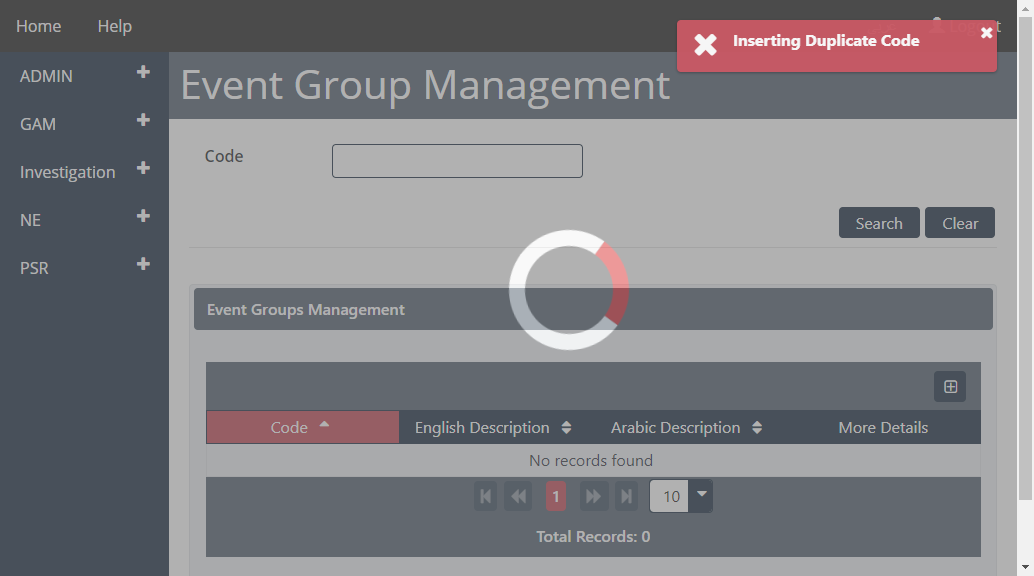 Home Help
Inserting Duplicate Code
ADMIN
GAM
Investigation
NE
PSR
Event Group Management
Code
Search Clear
Event Groups Management
Code English Description Arabic Description More Details
No records found
1 10
Total Records: 0